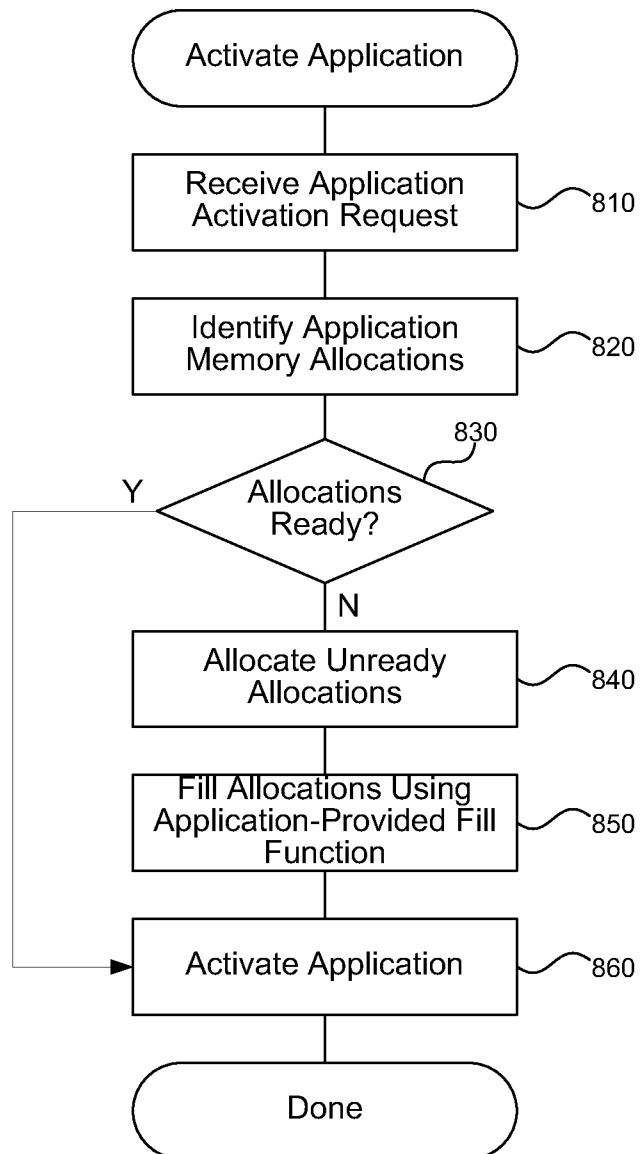 Activate Application
Receive Application
Activation Request
810
Identify Application
Memory Allocations
820
830
Y
Allocations
Ready?
N
Allocate Unready
Allocations
840
Fill Allocations Using
Application-Provided Fill
Function
850
Activate Application
860
Done